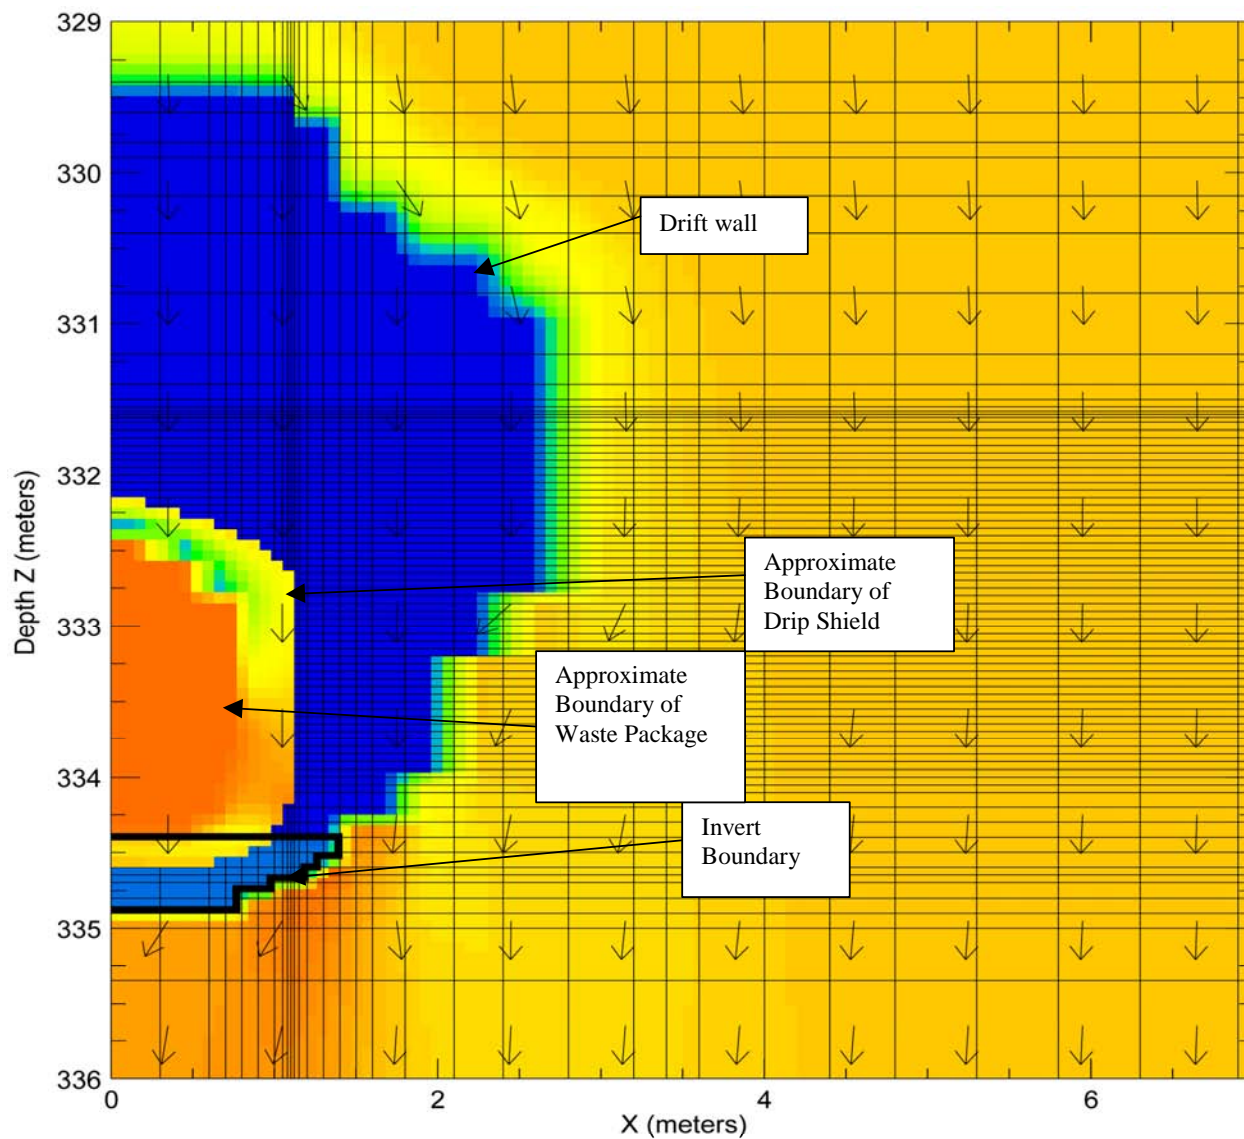 329
330
331
332
333
334
335
336
Depth Z (meters)
0
2
4
6
X (meters)
Drift wall
Approximate
Boundary of
Drip Shield
Approximate
Boundary of
Waste Package
Invert
Boundary